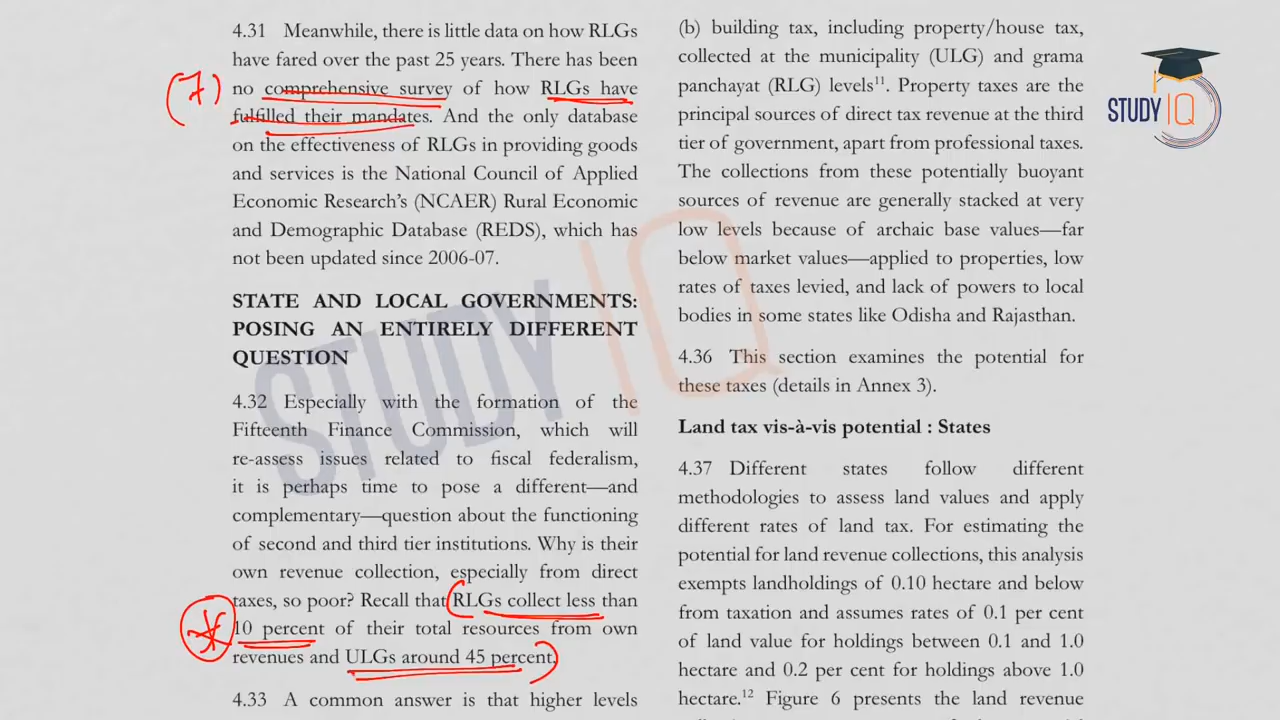 4.31 Meanwhile, there is little data on how RLGs
have fared over the past 25 years. There has been
no comprehensive survey of how RLGs have
fulfilled their mandates. And the only database
on the effectiveness of RLGs in providing goods
and services is the National Council of Applied
Economic Research's (NCAER) Rural Economic
and Demographic Database (REDS), which has
not been updated since 2006-07.
STATE AND LOCAL GOVERNMENTS:
POSING AN ENTIRELY DIFFERENT
QUESTION
4.32 Especially with the formation of the
Fifteenth Finance Commission, which will
re-assess issues related to fiscal federalism,
it is perhaps time to pose a different—and
complementary—question about the functioning
of second and third tier institutions. Why is their
own revenue collection, especially from direct
taxes, so poor? Recall that RLGs collect less than
10 percent of their total resources from own
revenues and ULGs around 45 percent.
4.33 A common answer is that higher levels
(7)
(b) building tax, including property/house tax,
collected at the municipality (ULG) and grama
panchayat (RLG) levels¹¹. Property taxes are the
principal sources of direct tax revenue at the third
tier of government, apart from professional taxes.
The collections from these potentially buoyant
sources of revenue are generally stacked at very
low levels because of archaic base values—far
below market values—applied to properties, low
rates of taxes levied, and lack of powers to local
bodies in some states like Odisha and Rajasthan.
4.36 This section examines the potential for
these taxes (details in Annex 3).
Land tax vis-à-vis potential : States
4.37 Different states follow different
methodologies to assess land values and apply
different rates of land tax. For estimating the
potential for land revenue collections, this analysis
exempts landholdings of 0.10 hectare and below
from taxation and assumes rates of 0.1 per cent
of land value for holdings between 0.1 and 1.0
hectare and 0.2 per cent for holdings above 1.0
hectare.¹² Figure 6 presents the land revenue
STUDY IQ
STUDY IQ